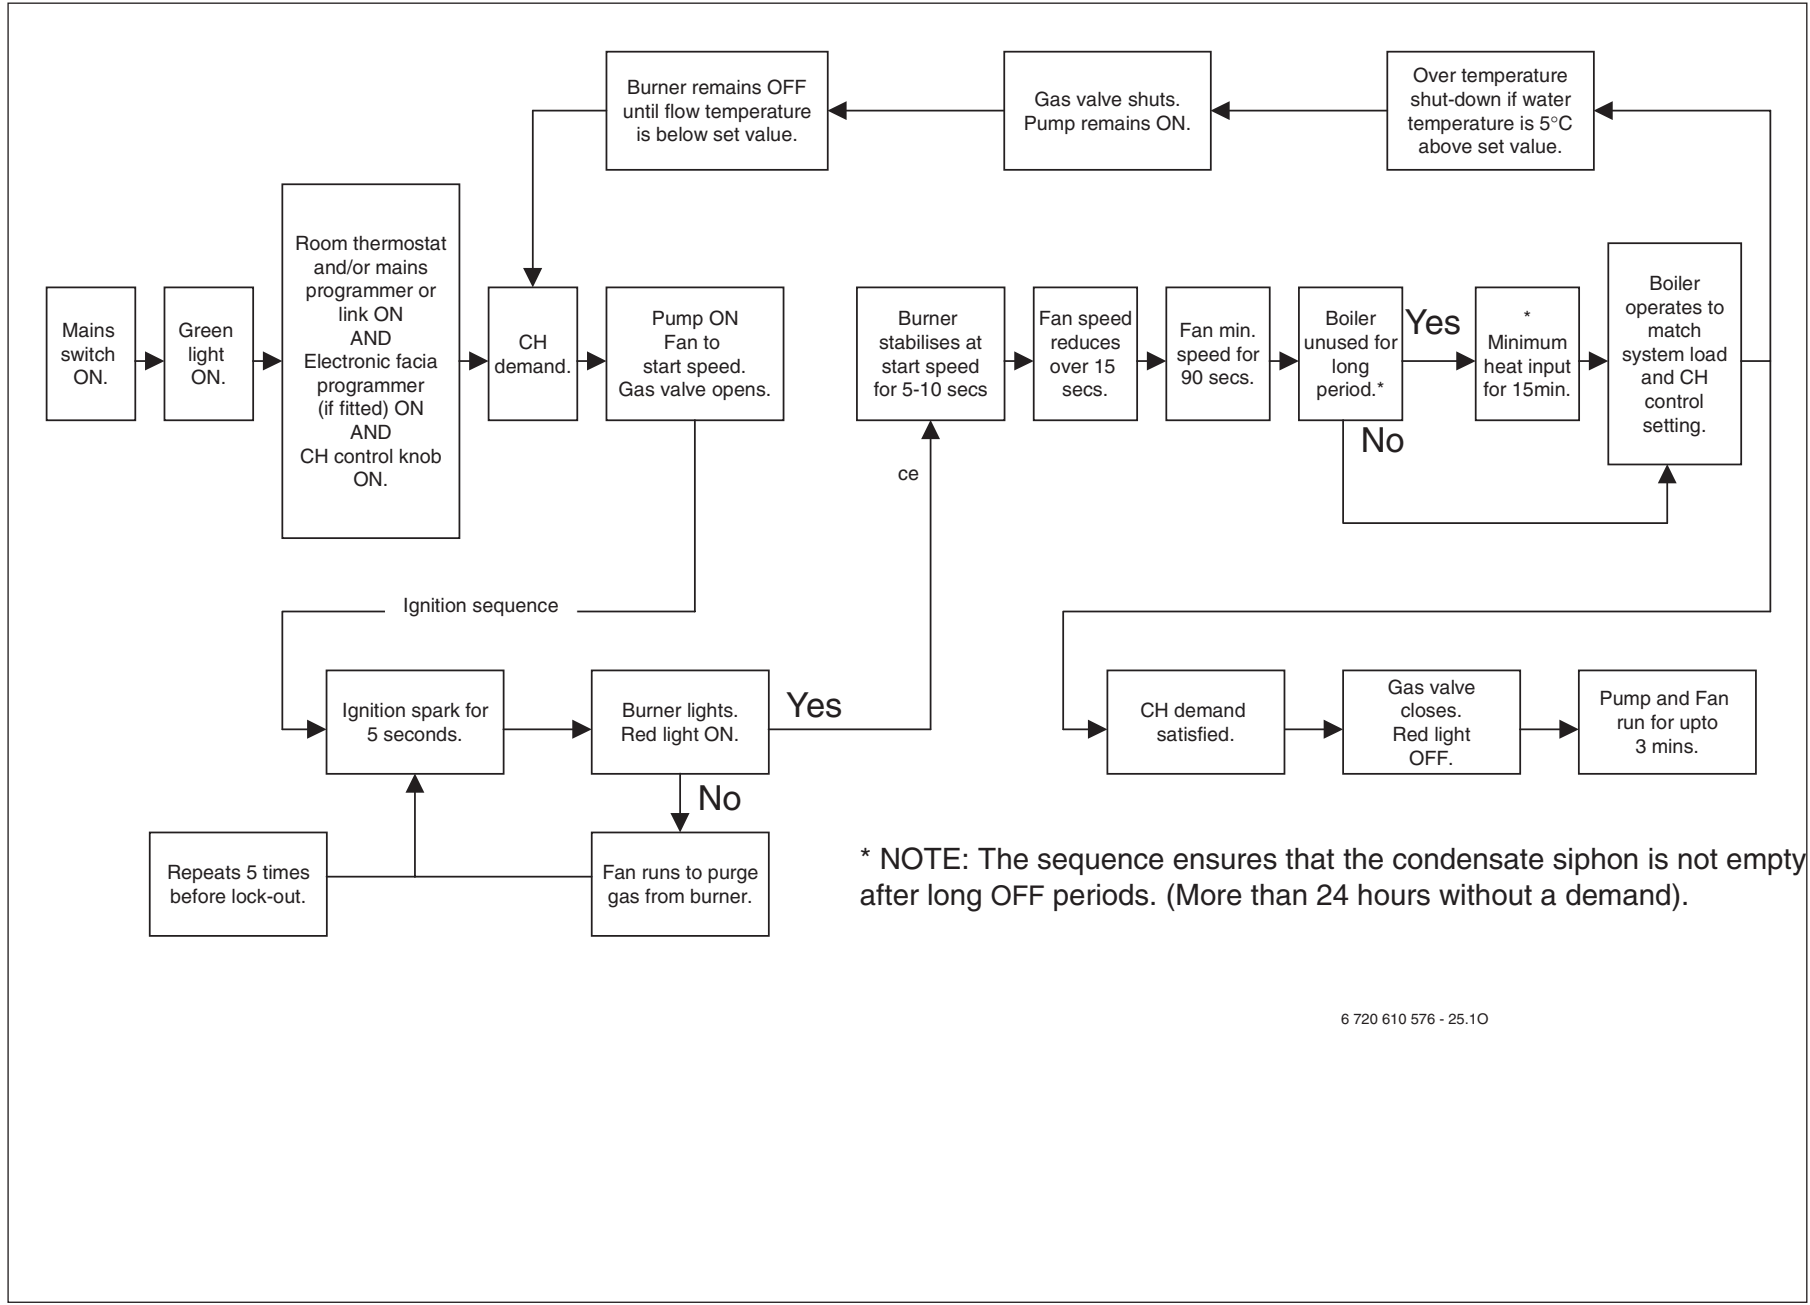 Burner remains OFF
until flow temperature
is below set value.
Gas valve shuts.
Pump remains ON.
Over temperature
shut-down if water
temperature is 5°C
above set value.
Mains
switch
ON.
Green
light
ON.
Room thermostat
and/or mains
programmer or
link ON
AND
Electronic facia
programmer
(if fitted) ON
AND
CH control knob
ON.
CH
demand.
Pump ON
Fan to
start speed.
Gas valve opens.
Burner
stabilises at
start speed
for 5-10 secs
Fan speed
reduces
over 15
secs.
Fan min.
speed for
90 secs.
Boiler
unused for
long
period.*
Yes
No
*
Minimum
heat input
for 15min.
Boiler
operates to
match
system load
and CH
control
setting.
ce
Ignition sequence
Ignition spark for
5 seconds.
Burner lights.
Red light ON.
Yes
No
CH demand
satisfied.
Gas valve
closes.
Red light
OFF.
Pump and Fan
run for upto
3 mins.
Repeats 5 times
before lock-out.
Fan runs to purge
gas from burner.
* NOTE: The sequence ensures that the condensate siphon is not empty
after long OFF periods. (More than 24 hours without a demand).
6 720 610 576 - 25.1O